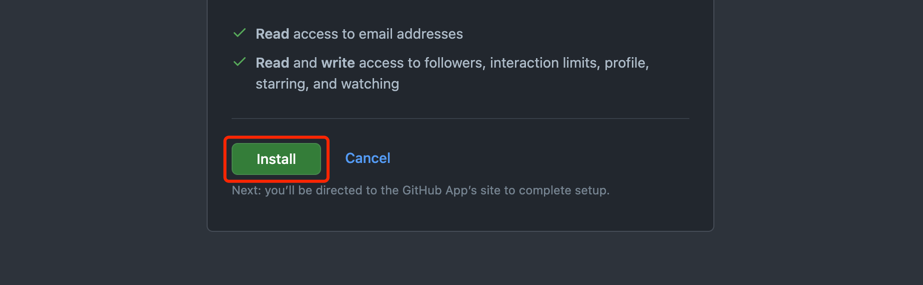 Read access to email addresses
Read and write access to followers, interaction limits, profile,
starring, and watching
Install
Cancel
Next: you'll be directed to the GitHub App's site to complete setup.